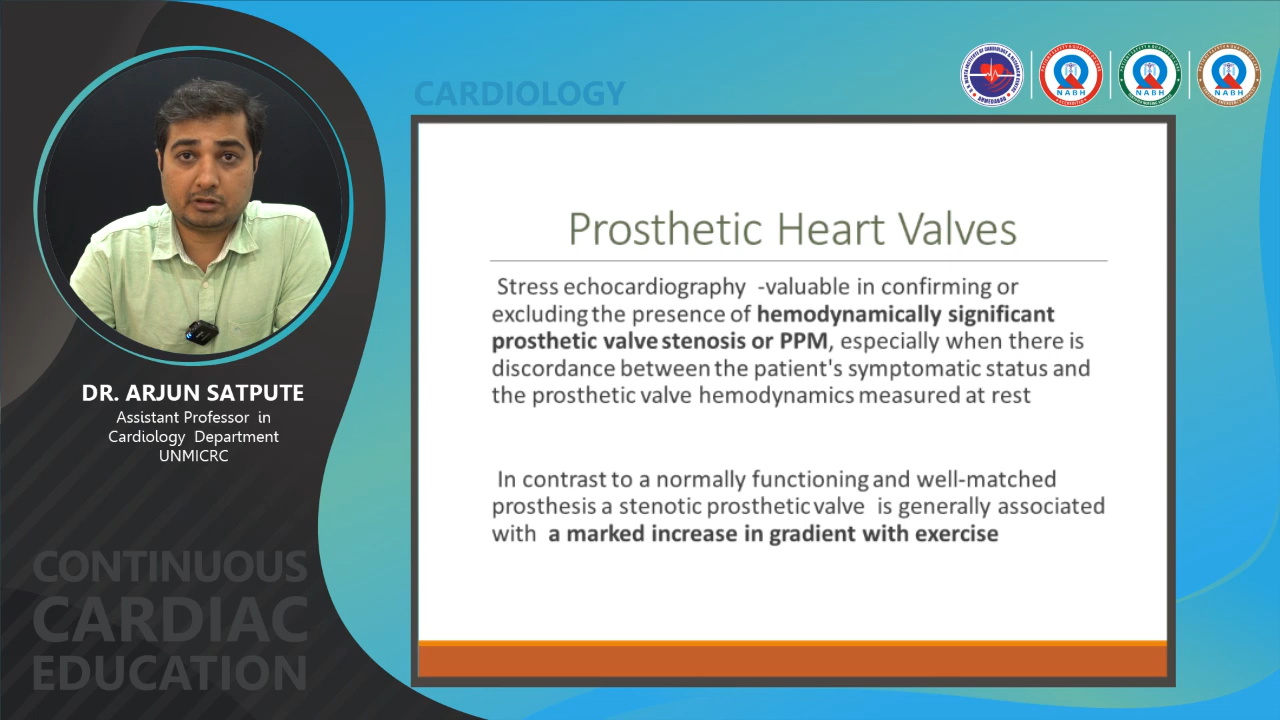 CARDIOLOGY
NABH
NABH
NABH
Prosthetic Heart Valves
Stress echocardiography -valuable in confirming or
excluding the presence of hemodynamically significant
prosthetic valve stenosis or PPM, especially when there is
discordance between the patient's symptomatic status and
the prosthetic valve hemodynamics measured at rest
In contrast to a normally functioning and well-matched
prosthesis a stenotic prosthetic valve is generally associated
with a marked increase in gradient with exercise
DR. ARJUN SATPUTE
Assistant Professor in
Cardiology Department
UNMICRC
CONTINUOUS
CARDIAC
EDUCATION